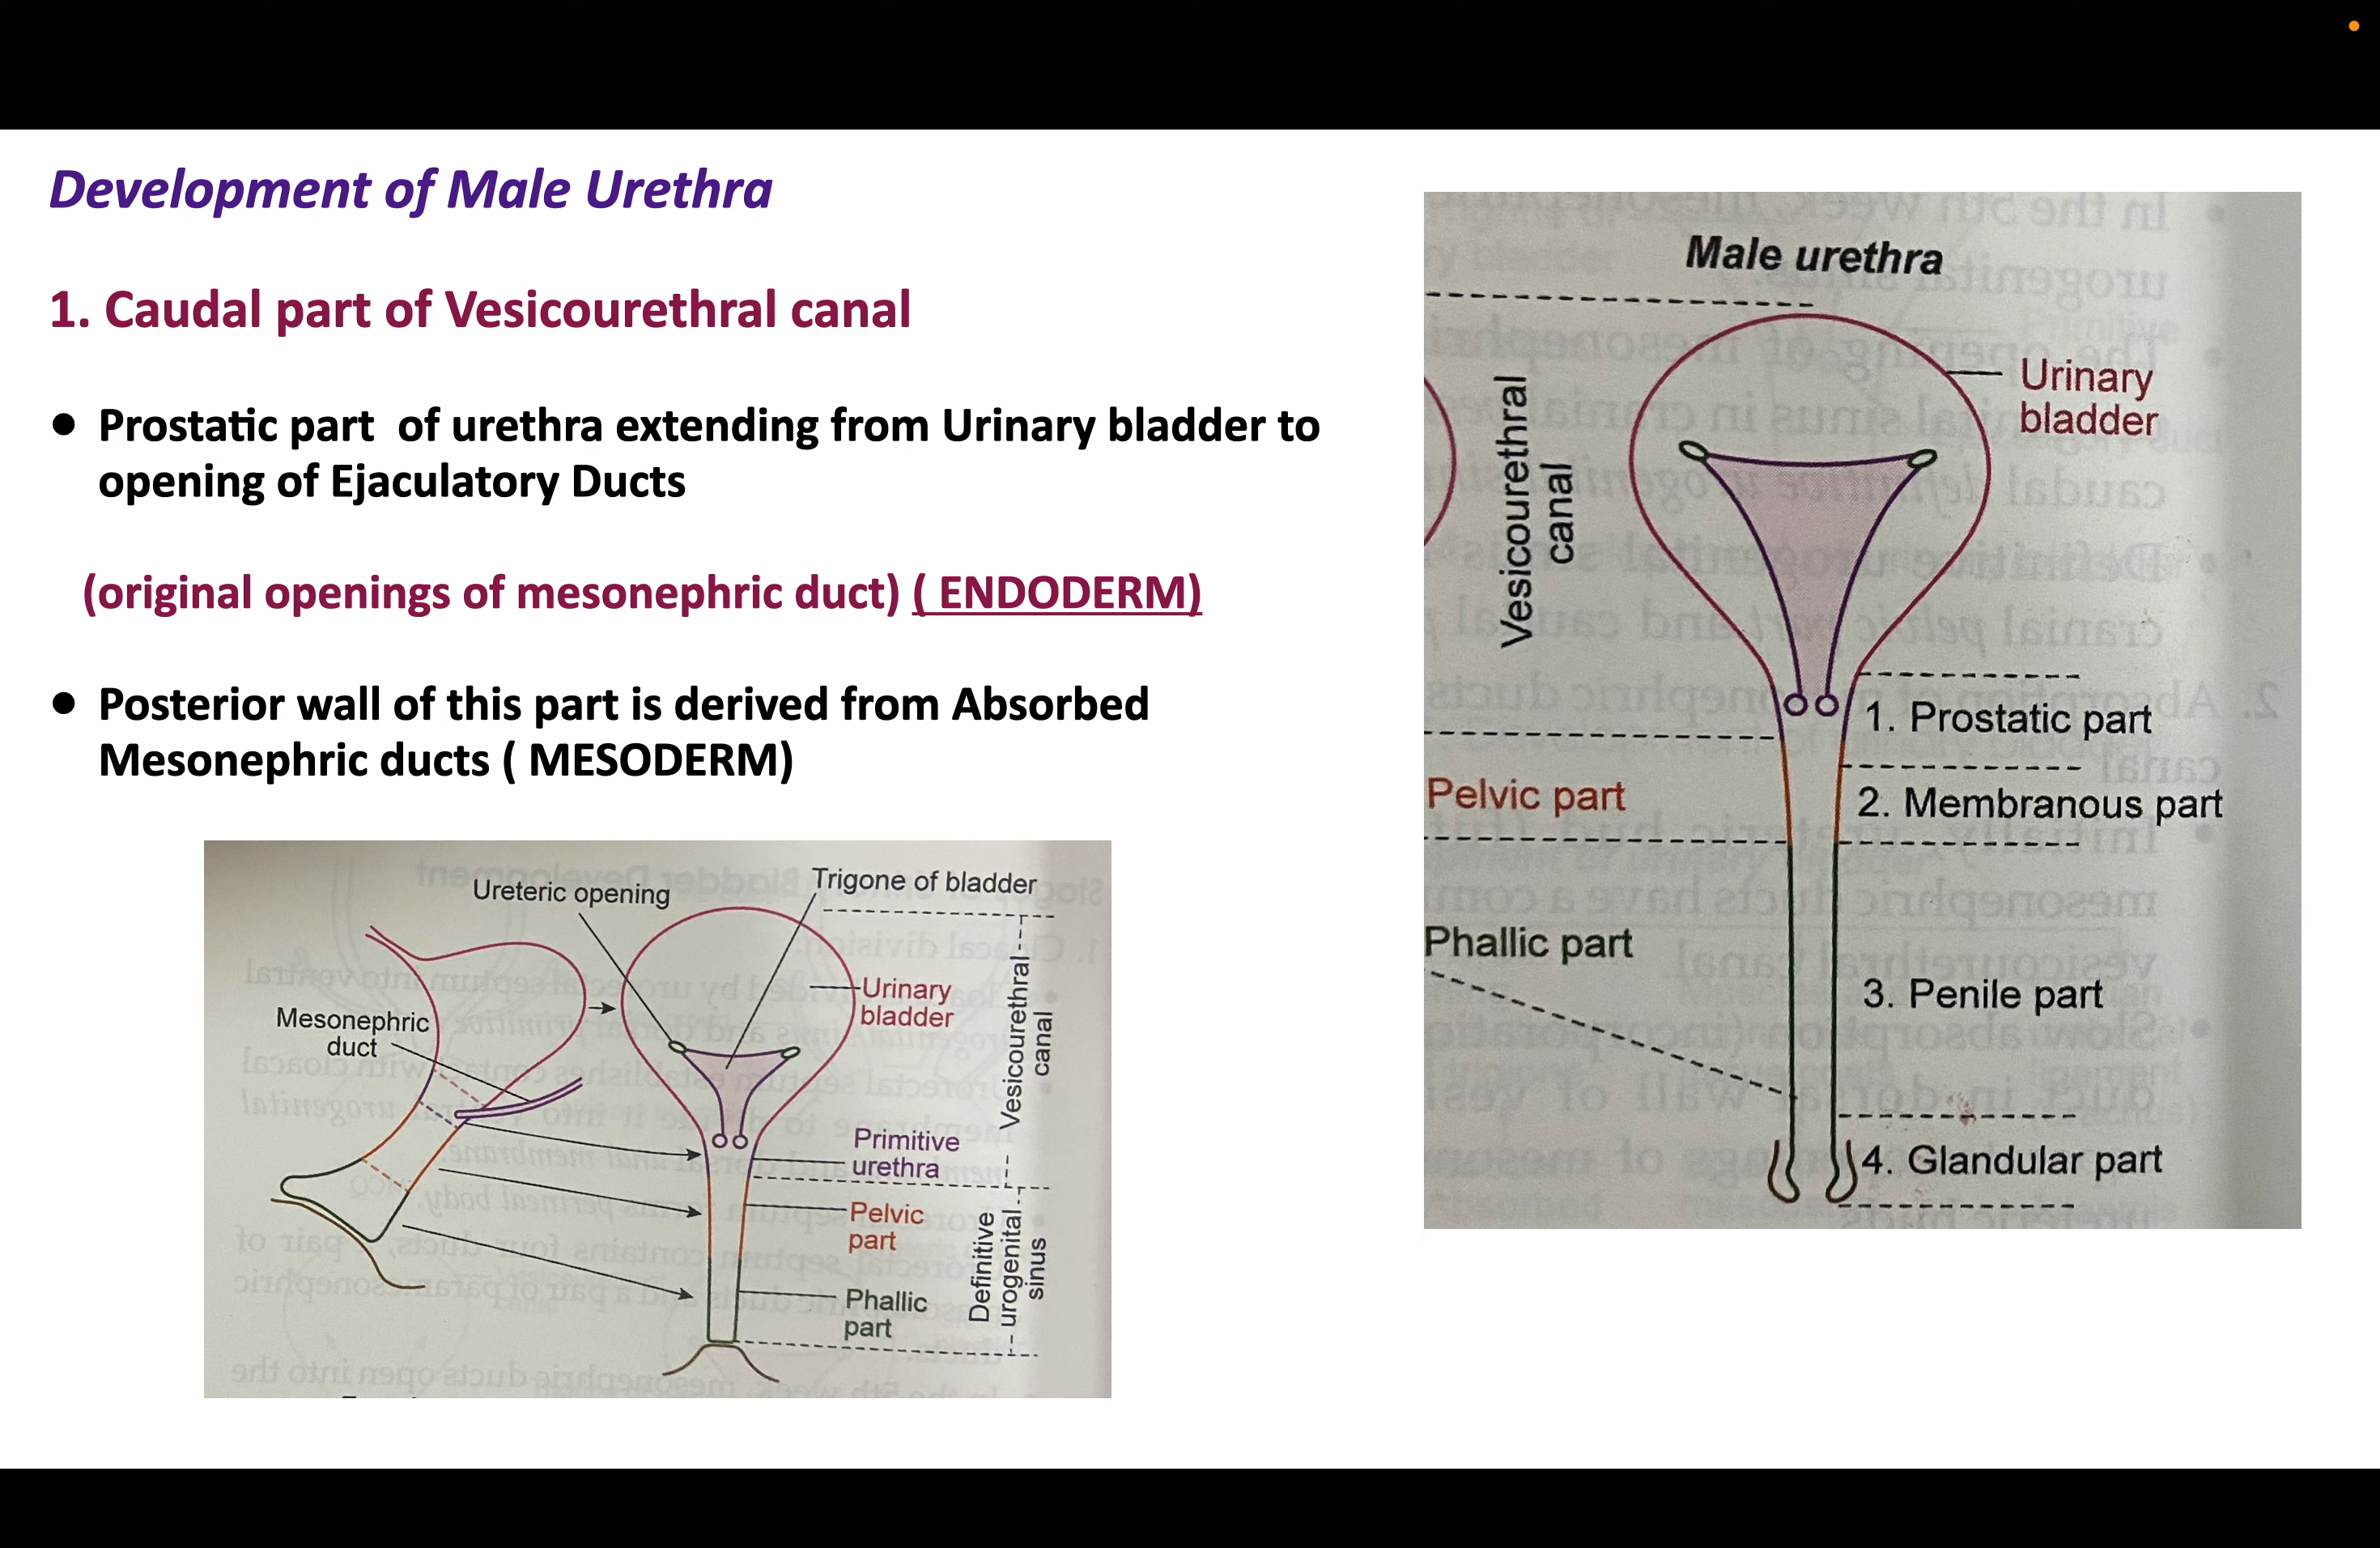 Development of Male Urethra
1. Caudal part of Vesicourethral canal
• Prostatic part of urethra extending from Urinary bladder to
opening of Ejaculatory Ducts
(original openings of mesonephric duct) ( ENDODERM)
• Posterior wall of this part is derived from Absorbed
Mesonephric ducts ( MESODERM)
Ureteric opening
Trigone of bladder
Mesonephric
duct
Urinary
bladder
Vesicourethral
canal
Primitive
urethra
Pelvic
part
Phallic
part
Definitive
urogenital
sinus
Male urethra
Vesicourethral
canal
Urinary
bladder
1. Prostatic part
Pelvic part
2. Membranous part
Phallic part
3. Penile part
4. Glandular part